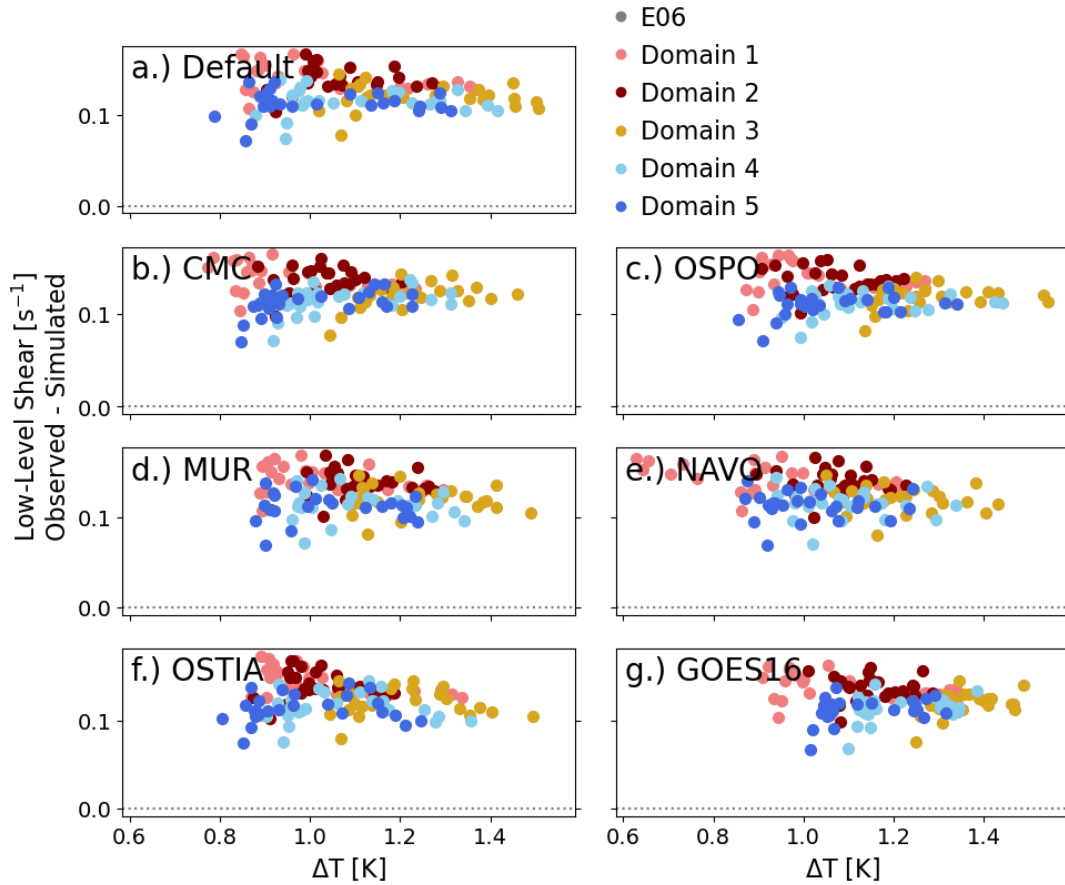 E06
Domain 1
Domain 2
Domain 3
Domain 4
Domain 5
a.) Default
0.1
0.0
Low-Level Shear [s⁻¹]
Observed - Simulated
b.) CMC
0.1
0.0
c.) OSPO
d.) MUR
0.1
0.0
e.) NAVO
f.) OSTIA
0.1
0.0
g.) GOES16
0.6 0.8 1.0 1.2 1.4
0.6 0.8 1.0 1.2 1.4
ΔT [K]
ΔT [K]